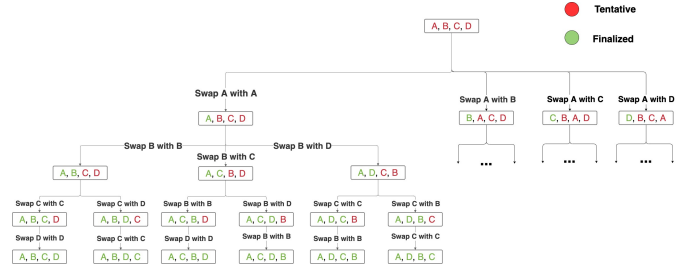 Tentative
A, B, C, D
Finalized
Swap A with A
Swap A with B
Swap A with C
Swap A with D
A, B, C, D
B, A, C, D
C, B, A, D
D, B, C, A
Swap B with B
Swap B with C
Swap B with D
...
...
...
A, B, C, D
A, C, B, D
A, D, C, B
Swap C with C
Swap C with D
Swap B with B
Swap B with D
Swap C with C
Swap C with B
A, B, C, D
A, B, D, C
A, C, B, D
A, C, D, B
A, D, C, B
A, D, B, C
Swap D with D
Swap C with C
Swap D with D
Swap B with B
Swap B with B
Swap C with C
A, B, C, D
A, B, D, C
A, C, B, D
A, C, D, B
A, D, C, B
A, D, B, C